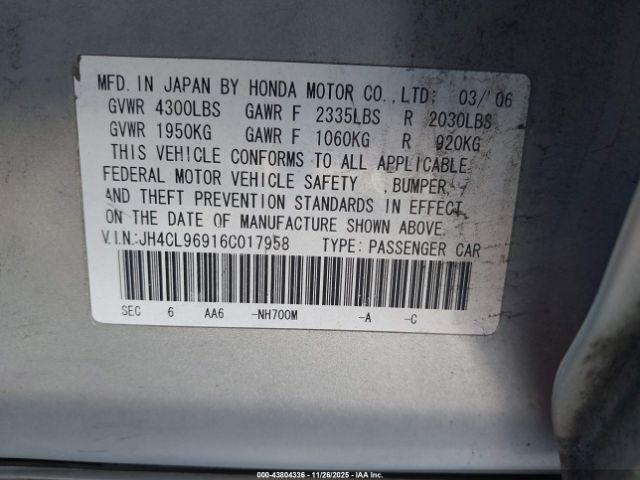 MFD. IN JAPAN BY HONDA MOTOR CO., LTD. 03/'06
GVWR 4300LBS GAWR F 2335LBS R 2030LBS
GVWR 1950KG GAWR F 1060KG R 920KG
THIS VEHICLE CONFORMS TO ALL APPLICABLE
FEDERAL MOTOR VEHICLE SAFETY , BUMPER,
AND THEFT PREVENTION STANDARDS IN EFFECT
ON THE DATE OF MANUFACTURE SHOWN ABOVE.
V.I.N.:JH4CL96916C017958 TYPE: PASSENGER CAR
SEC 6 AA6 -NH700M -A -C
00-43804336 - 11/26/2025 - IAA Inc.